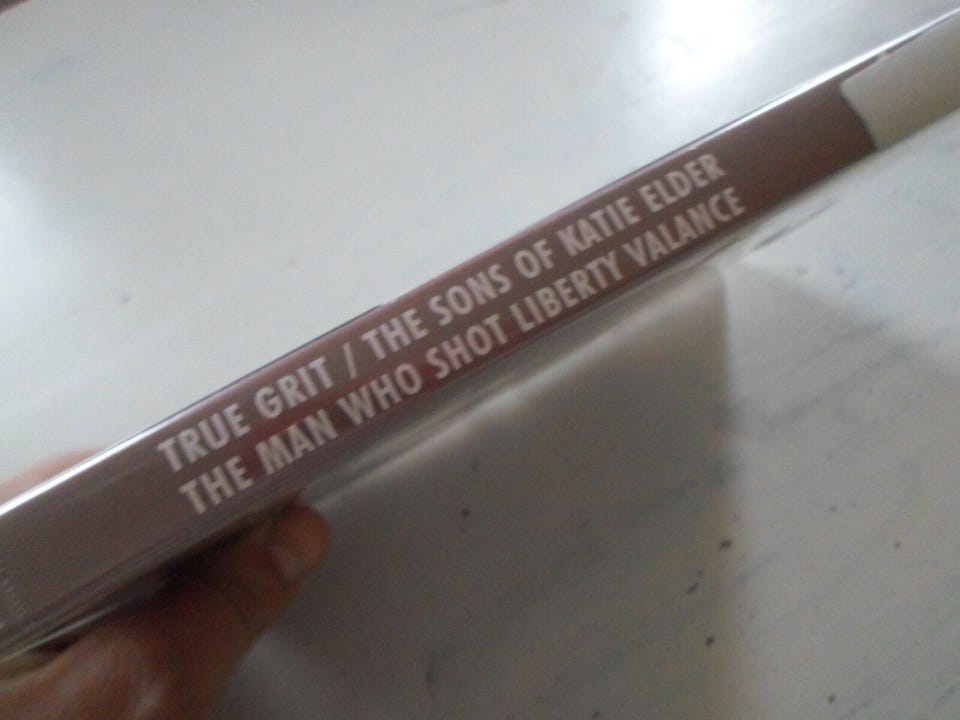 TRUE GRIT / THE SONS OF KATIE ELDER
THE MAN WHO SHOT LIBERTY VALANCE